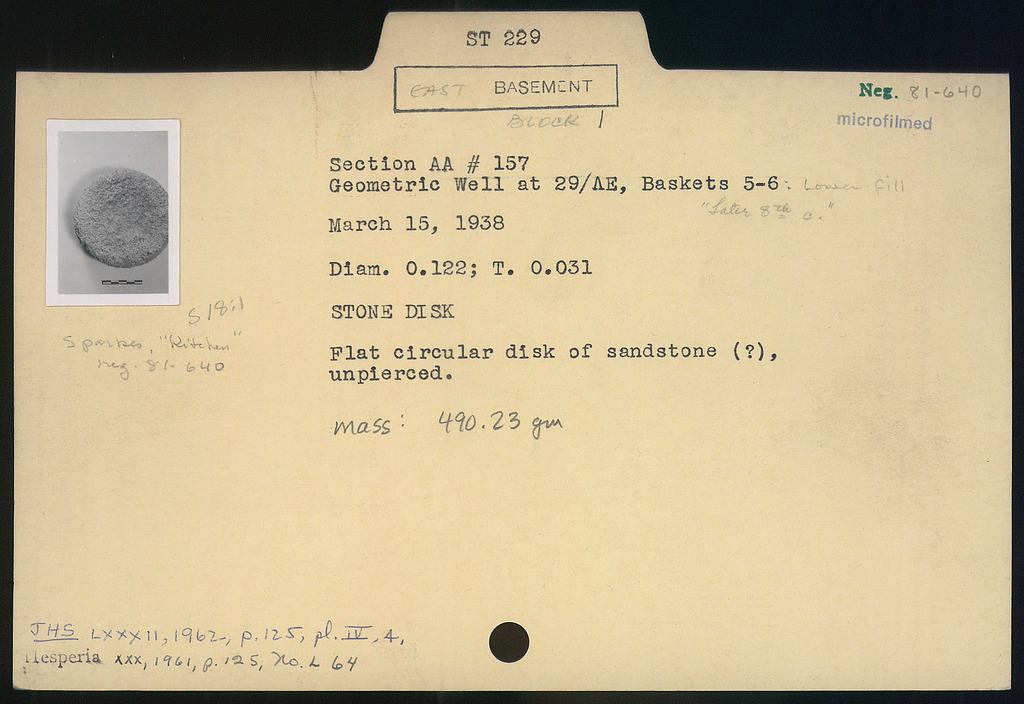 ST 229
EAST BASEMENT
BLOCK 1
Neg. 81-640
microfilmed
Section AA # 157
Geometric Well at 29/ΛE, Baskets 5-6: Lower fill
"Later 8th c."
March 15, 1938
Diam. 0.122; T. 0.031
STONE DISK
Flat circular disk of sandstone (?),
unpierced.
mass: 490.23 gm
S 18:1
Sparkes, "Kitchen"
neg. 81-640
JHS LXXXII, 1962, p.125, pl. IV, 4,
Hesperia XXX, 1961, p. 125, No. L 64